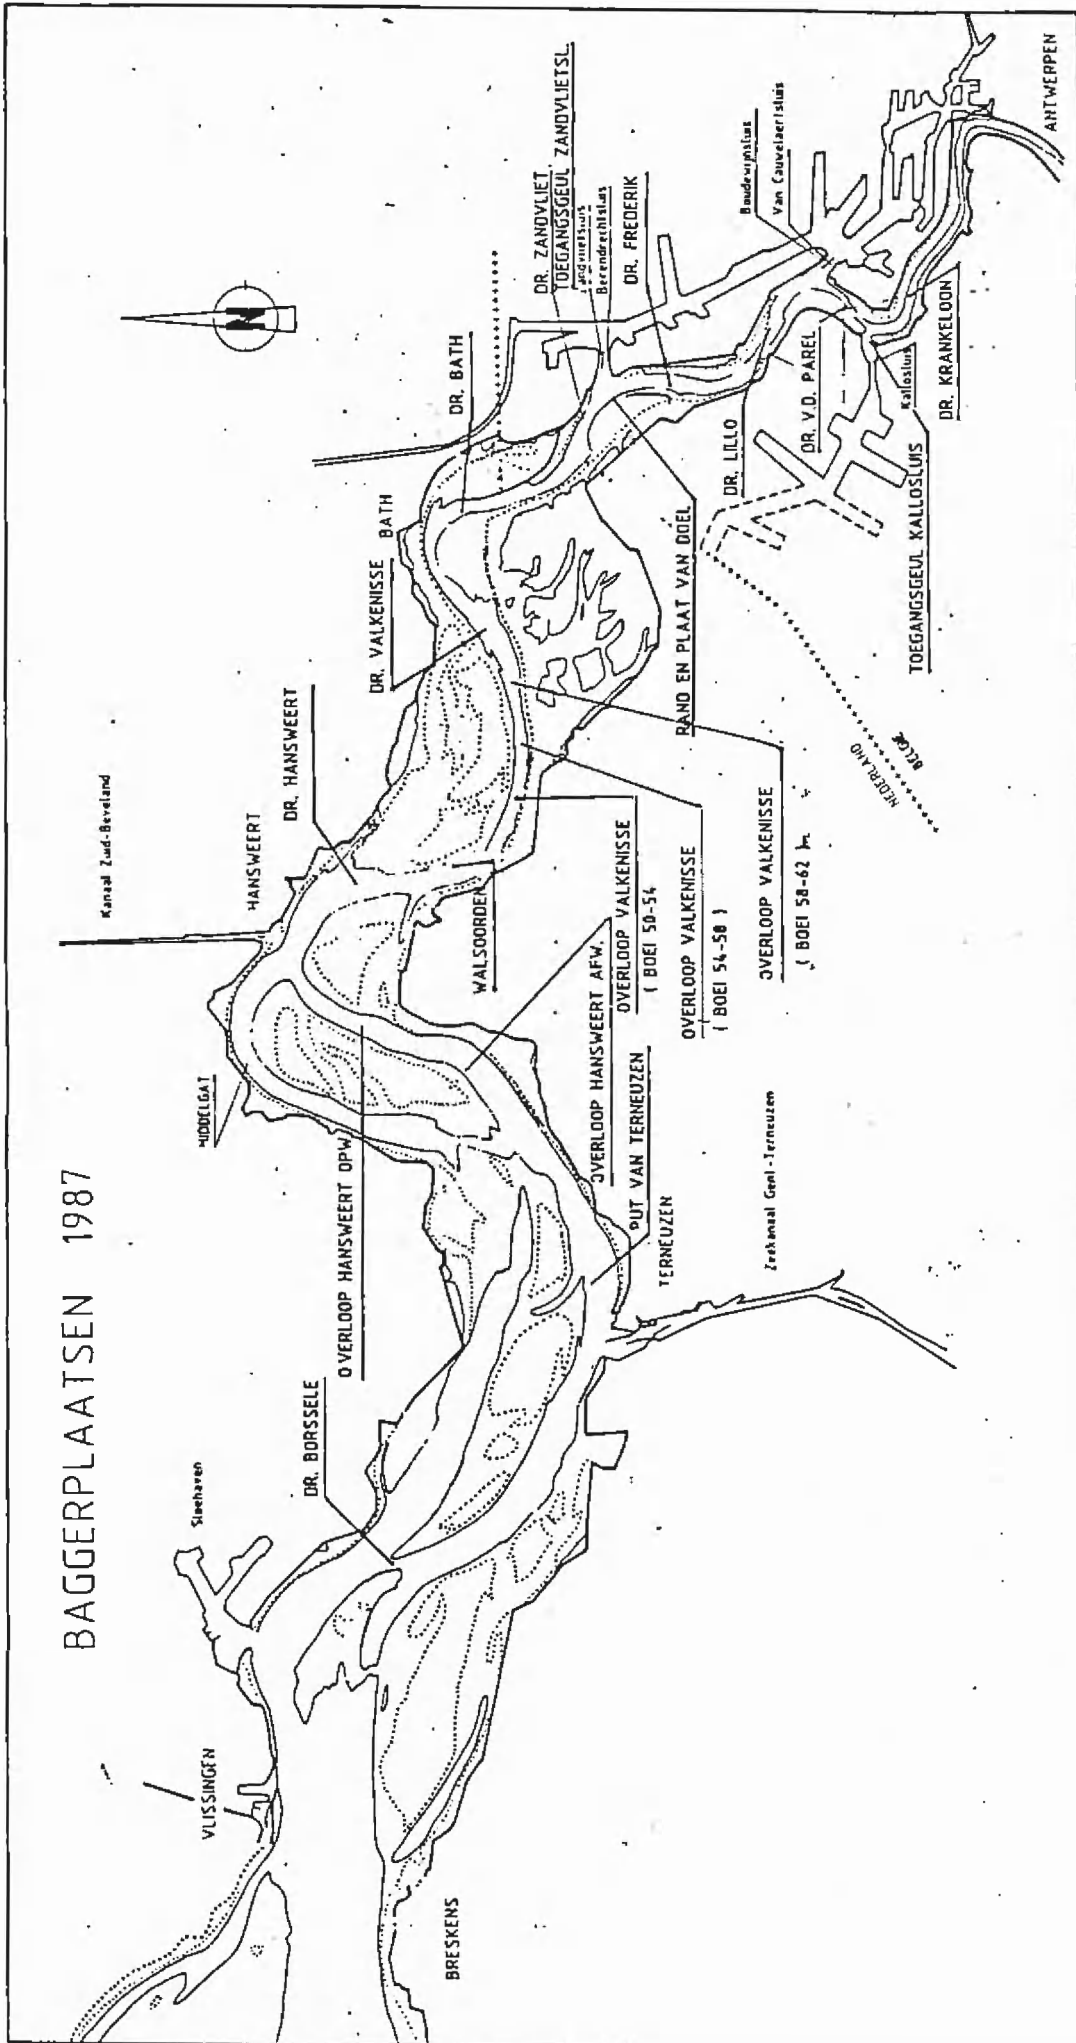 BAGGERPLAATSEN 1987
VLISSINGEN
Sloehaven
BRESKENS
DR. BORSSELE
OVERLOOP HANSWEERT OPW.
MIDDELGAT
Kanaal Zuid-Beveland
HANSWEERT
DR. HANSWEERT
WALSOORDEN
OVERLOOP HANSWEERT AFW.
PUT VAN TERNEUZEN
TERNEUZEN
Zeekanaal Gent-Terneuzen
OVERLOOP VALKENISSE
( BOEI 50-54
OVERLOOP VALKENISSE
( BOEI 54-58 )
OVERLOOP VALKENISSE
( BOEI 58-62 )
DR. VALKENISSE
BATH
DR. BATH
N
DR. ZANDVLIET
TOEGANGSGEUL ZANDVLIETSL.
Zandvlietsluis
Berendrechtsluis
DR. FREDERIK
RAND EN PLAAT VAN DOEL
DR. LILLO
DR. V.D. PAREL
Boudewijnsluis
Van Cauwelaertsluis
Kallosluis
DR. KRANKELOON
TOEGANGSGEUL KALLOSLUIS
NEDERLAND
BELGIE
ANTWERPEN